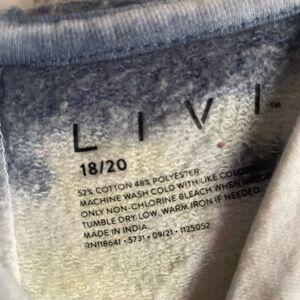 LIVI™
18/20
52% COTTON 48% POLYESTER
MACHINE WASH COLD WITH LIKE
ONLY NON-CHLORINE BLEACH WHEN
TUMBLE DRY LOW. WARM IRON IF NEEDED.
MADE IN INDIA.
RN118641 • 5731 • 09/21 • 1125052